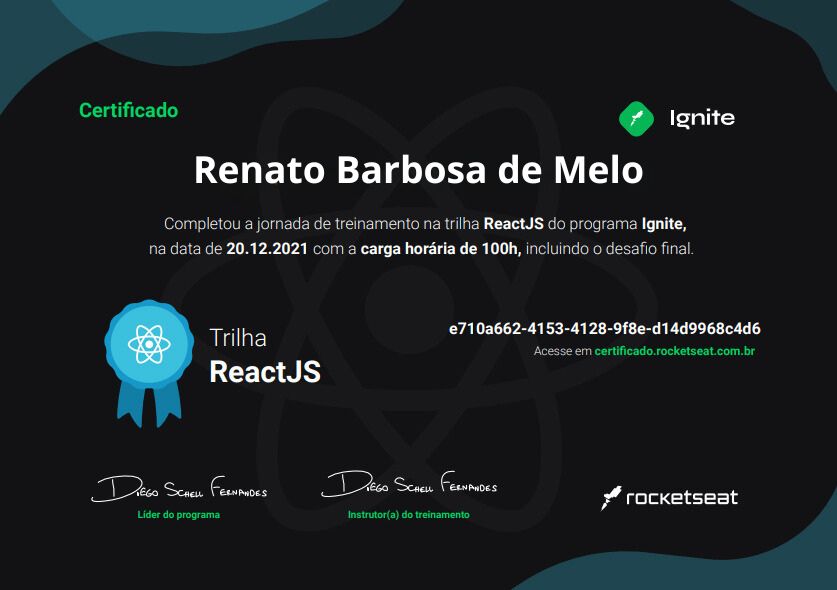 Certificado
Ignite
Renato Barbosa de Melo
Completou a jornada de treinamento na trilha ReactJS do programa Ignite,
na data de 20.12.2021 com a carga horária de 100h, incluindo o desafio final.
Trilha
ReactJS
e710a662-4153-4128-9f8e-d14d9968c4d6
Acesse em certificado.rocketseat.com.br
Diego Schell Fernandes
Líder do programa
Diego Schell Fernandes
Instrutor(a) do treinamento
rocketseat